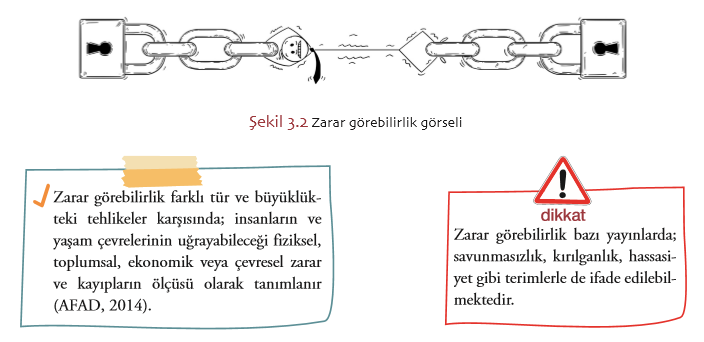 Şekil 3.2 Zarar görebilirlik görseli
Zarar görebilirlik farklı tür ve büyüklük-
teki tehlikeler karşısında; insanların ve
yaşam çevrelerinin uğrayabileceği fiziksel,
toplumsal, ekonomik veya çevresel zarar
ve kayıpların ölçüsü olarak tanımlanır
(AFAD, 2014).
dikkat
Zarar görebilirlik bazı yayınlarda;
savunmasızlık, kırılganlık, hassasi-
yet gibi terimlerle de ifade edilebil-
mektedir.